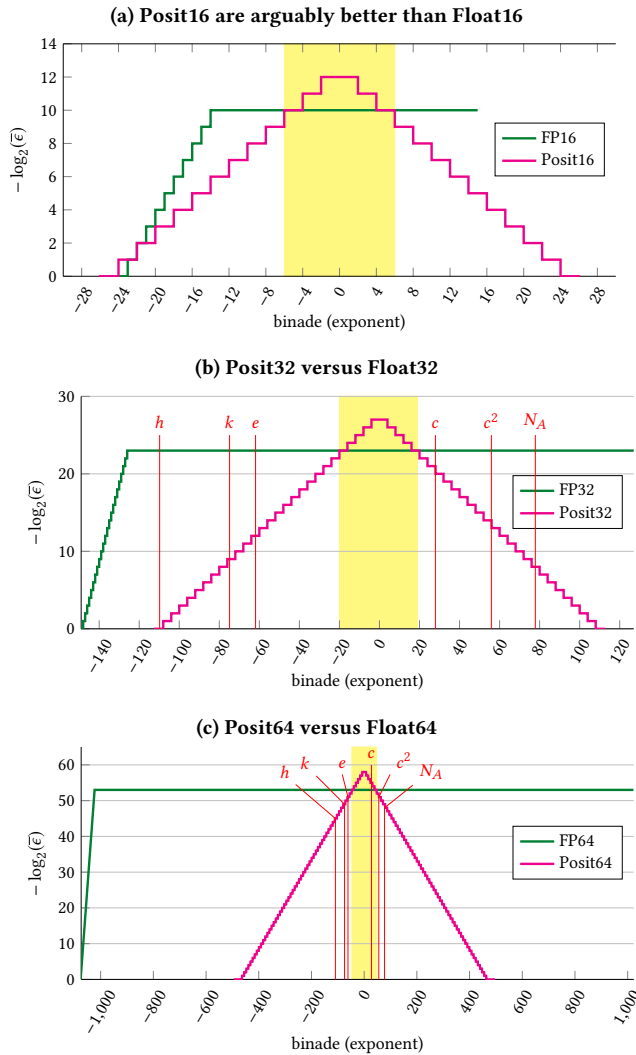 (a) Posit16 are arguably better than Float16
14
12
10
8
6
4
2
0
− log₂(ε̅)
FP16
Posit16
−28 −24 −20 −16 −12 −8 −4 0 4 8 12 16 20 24 28
binade (exponent)
(b) Posit32 versus Float32
30
20
10
0
− log₂(ε̅)
h k e c c² N_A
FP32
Posit32
−140 −120 −100 −80 −60 −40 −20 0 20 40 60 80 100 120
binade (exponent)
(c) Posit64 versus Float64
60
50
40
30
20
10
0
− log₂(ε̅)
h k e c c² N_A
FP64
Posit64
−1,000 −800 −600 −400 −200 0 200 400 600 800 1,000
binade (exponent)